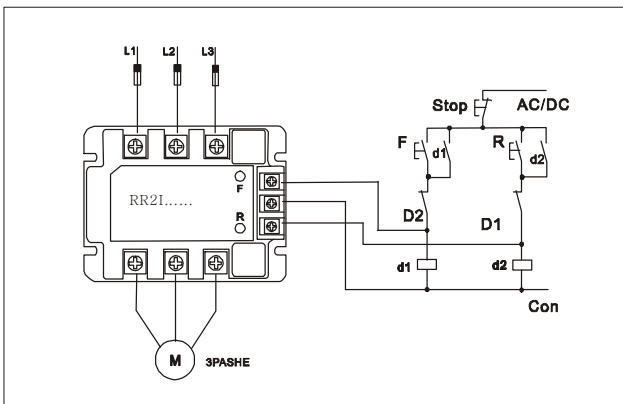 L1 L2 L3
Stop AC/DC
F d1 R d2
F
RR2I......
R
D2 D1
d1 d2
Con
M 3PASHE